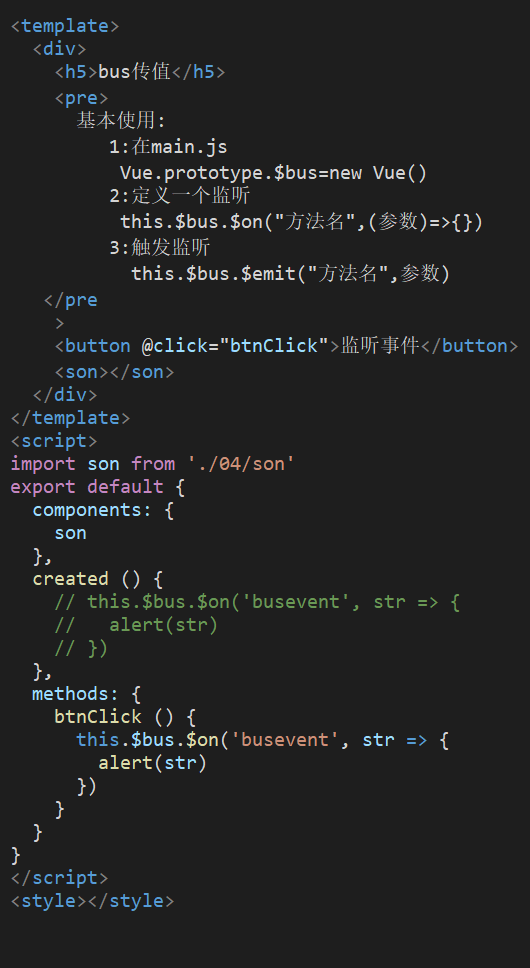 <template>
  <div>
    <h5>bus传值</h5>
    <pre>
      基本使用:
         1:在main.js
          Vue.prototype.$bus=new Vue()
         2:定义一个监听
          this.$bus.$on("方法名",(参数)=>{})
         3:触发监听
           this.$bus.$emit("方法名",参数)
   </pre
    >
    <button @click="btnClick">监听事件</button>
    <son></son>
  </div>
</template>
<script>
import son from './04/son'
export default {
  components: {
    son
  },
  created () {
    // this.$bus.$on('busevent', str => {
    //   alert(str)
    // })
  },
  methods: {
    btnClick () {
      this.$bus.$on('busevent', str => {
        alert(str)
      })
    }
  }
}
</script>
<style></style>